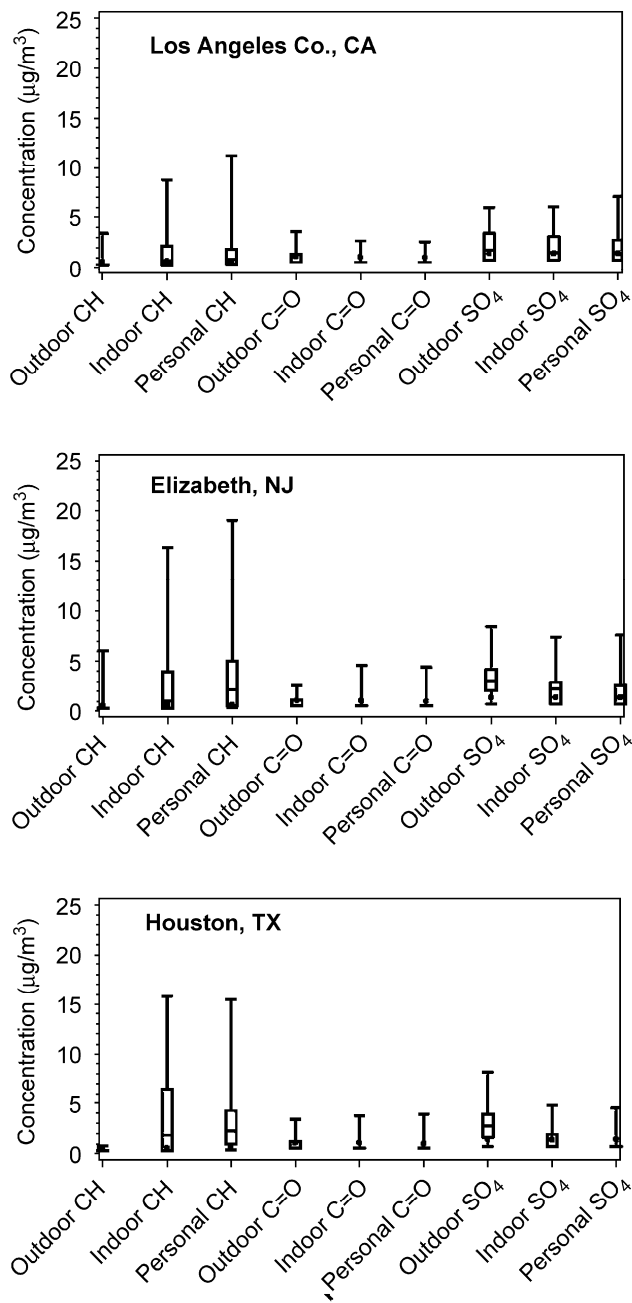 Los Angeles Co., CA
Concentration (µg/m³)
25
20
15
10
5
0
Outdoor CH
Indoor CH
Personal CH
Outdoor C=O
Indoor C=O
Personal C=O
Outdoor SO₄
Indoor SO₄
Personal SO₄
Elizabeth, NJ
Concentration (µg/m³)
25
20
15
10
5
0
Outdoor CH
Indoor CH
Personal CH
Outdoor C=O
Indoor C=O
Personal C=O
Outdoor SO₄
Indoor SO₄
Personal SO₄
Houston, TX
Concentration (µg/m³)
25
20
15
10
5
0
Outdoor CH
Indoor CH
Personal CH
Outdoor C=O
Indoor C=O
Personal C=O
Outdoor SO₄
Indoor SO₄
Personal SO₄